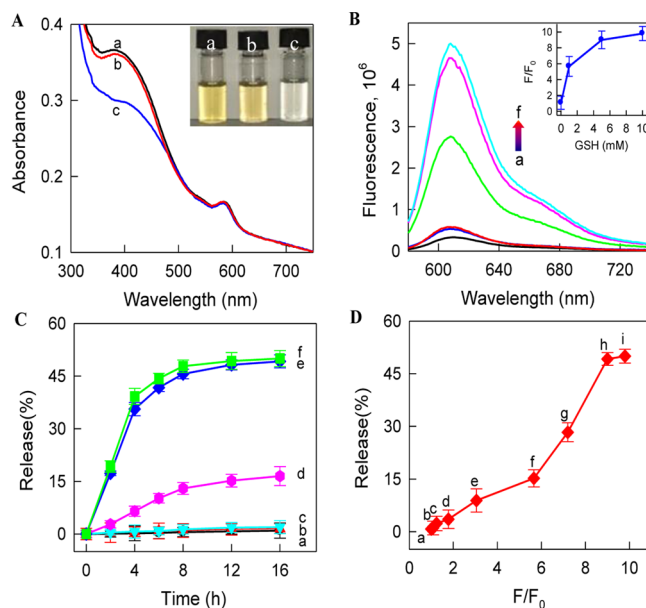 A
0.4
0.3
0.2
0.1
Absorbance
300 400 500 600 700
Wavelength (nm)
a
b
c
a b c
B
5
4
3
2
1
0
Fluorescence, 10⁶
600 640 680 720
Wavelength (nm)
f
a
10
8
6
4
2
0
F/F₀
0 2 4 6 8 10
GSH (mM)
C
60
45
30
15
0
Release(%)
0 4 8 12 16
Time (h)
f
e
d
c
b
a
D
60
45
30
15
0
Release(%)
0 2 4 6 8 10
F/F₀
a
b
c
d
e
f
g
h
i